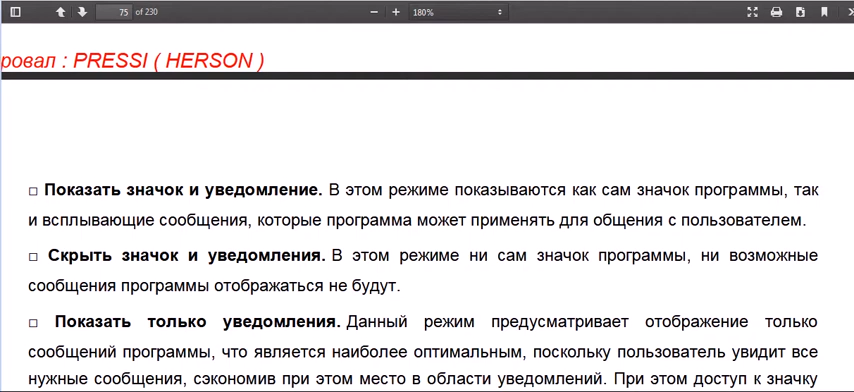 75 of 230 180%
ровал : PRESSI ( HERSON )
Показать значок и уведомление. В этом режиме показываются как сам значок программы, так
и всплывающие сообщения, которые программа может применять для общения с пользователем.
Скрыть значок и уведомления. В этом режиме ни сам значок программы, ни возможные
сообщения программы отображаться не будут.
Показать только уведомления. Данный режим предусматривает отображение только
сообщений программы, что является наиболее оптимальным, поскольку пользователь увидит все
нужные сообщения, сэкономив при этом место в области уведомлений. При этом доступ к значку